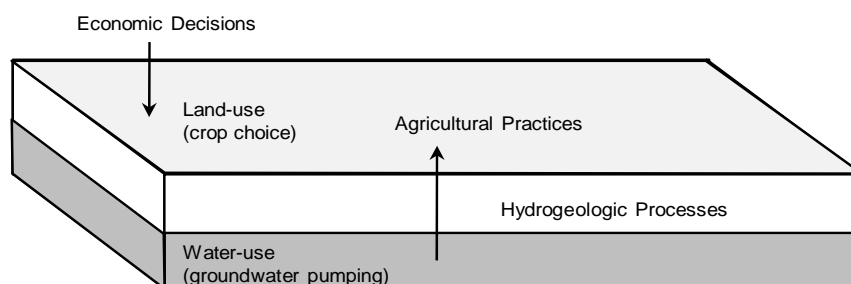 Economic Decisions
Land-use
(crop choice)
Agricultural Practices
Hydrogeologic Processes
Water-use
(groundwater pumping)